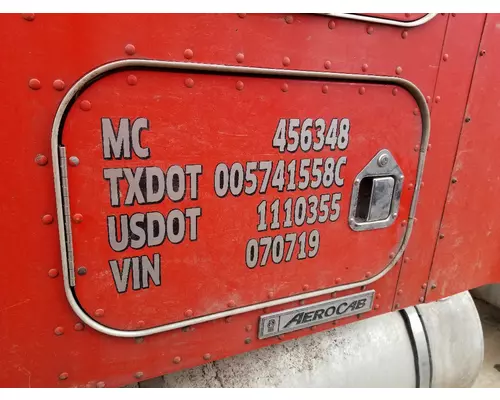 MC 456348
TXDOT 005741558C
USDOT 1110355
VIN 070719
AEROCAB